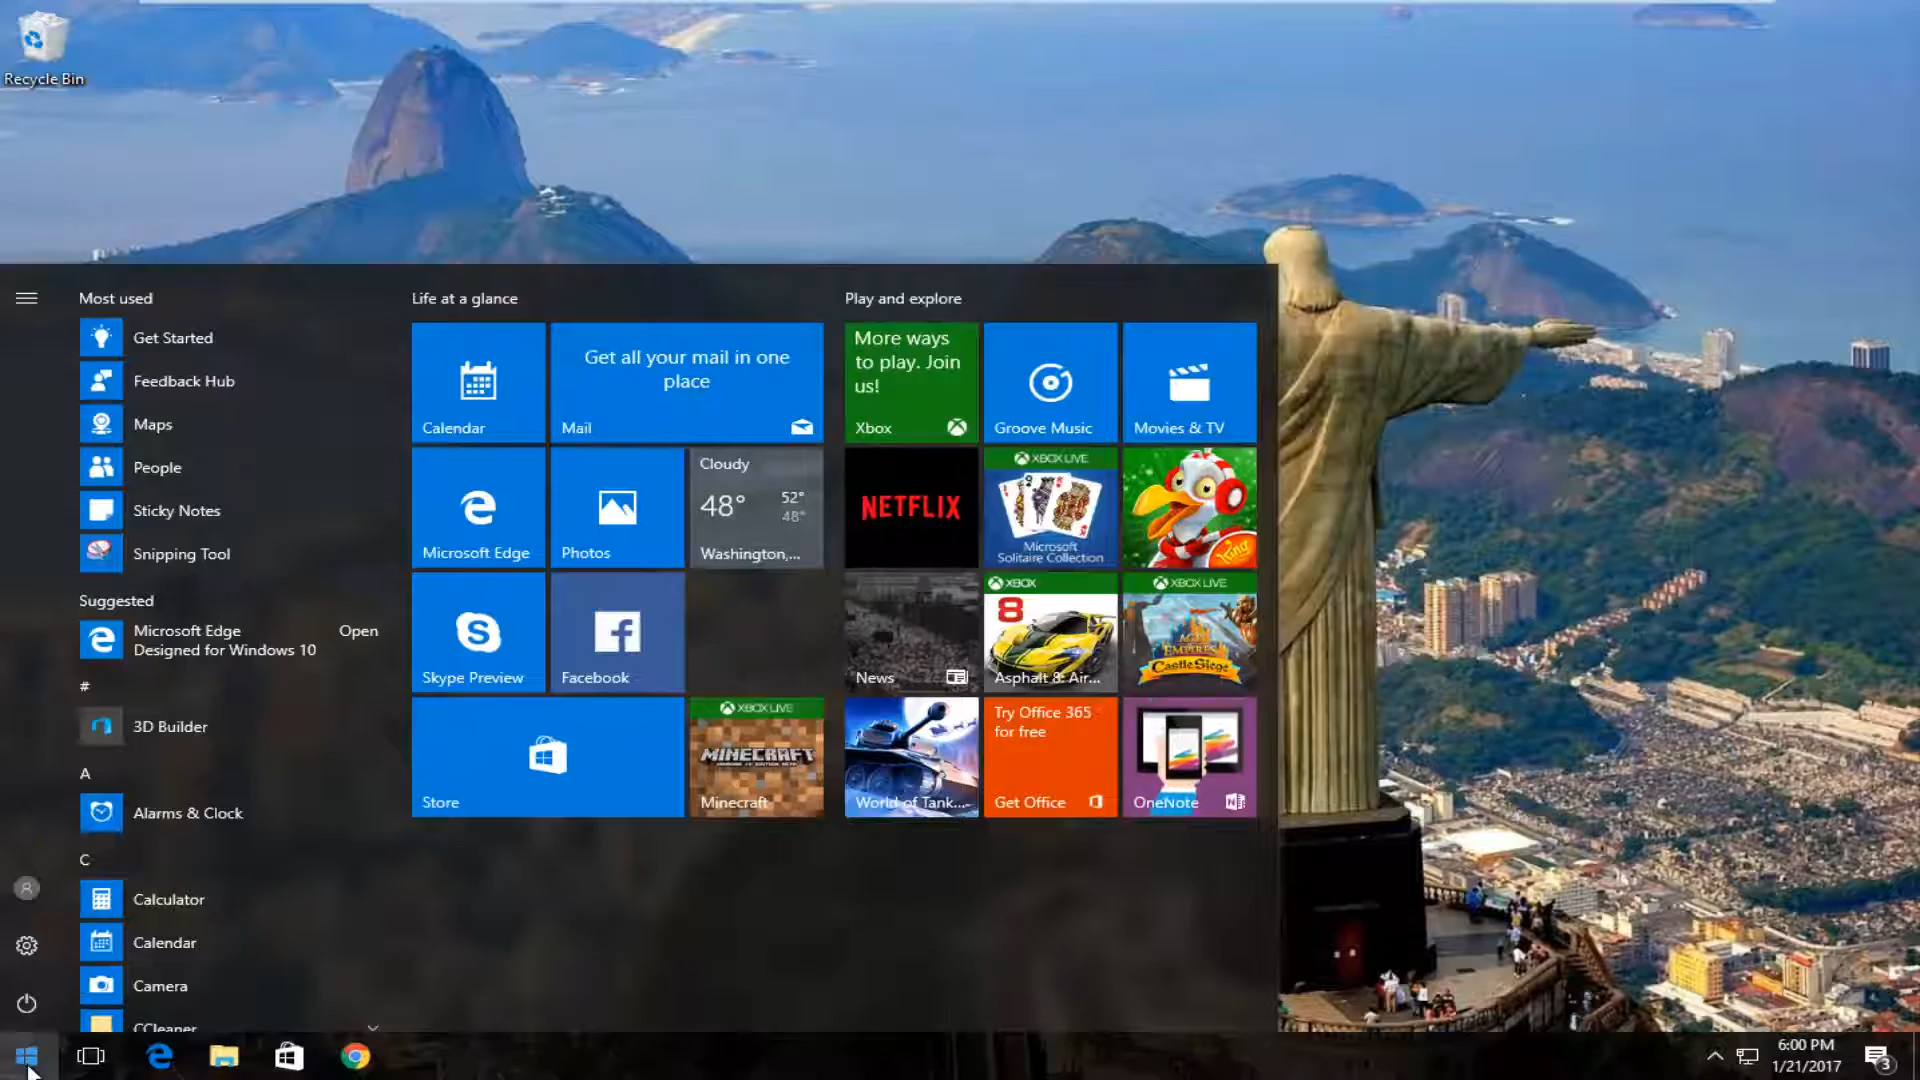 Recycle Bin
Most used
Get Started
Feedback Hub
Maps
People
Sticky Notes
Snipping Tool
Suggested
Microsoft Edge
Designed for Windows 10
Open
#
3D Builder
A
Alarms & Clock
C
Calculator
Calendar
Camera
CCleaner
Life at a glance
Calendar
Get all your mail in one
place
Mail
Microsoft Edge
Photos
Cloudy
48°
52°
48°
Washington,...
Skype Preview
Facebook
Store
XBOX LIVE
MINECRAFT
Minecraft
Play and explore
More ways
to play. Join
us!
Xbox
Groove Music
Movies & TV
NETFLIX
XBOX LIVE
Microsoft
Solitaire Collection
King
News
XBOX
8
Asphalt 8: Air...
XBOX LIVE
AGE OF
EMPIRES
Castle Siege
World of Tank...
Try Office 365
for free
Get Office
OneNote
6:00 PM
1/21/2017
3